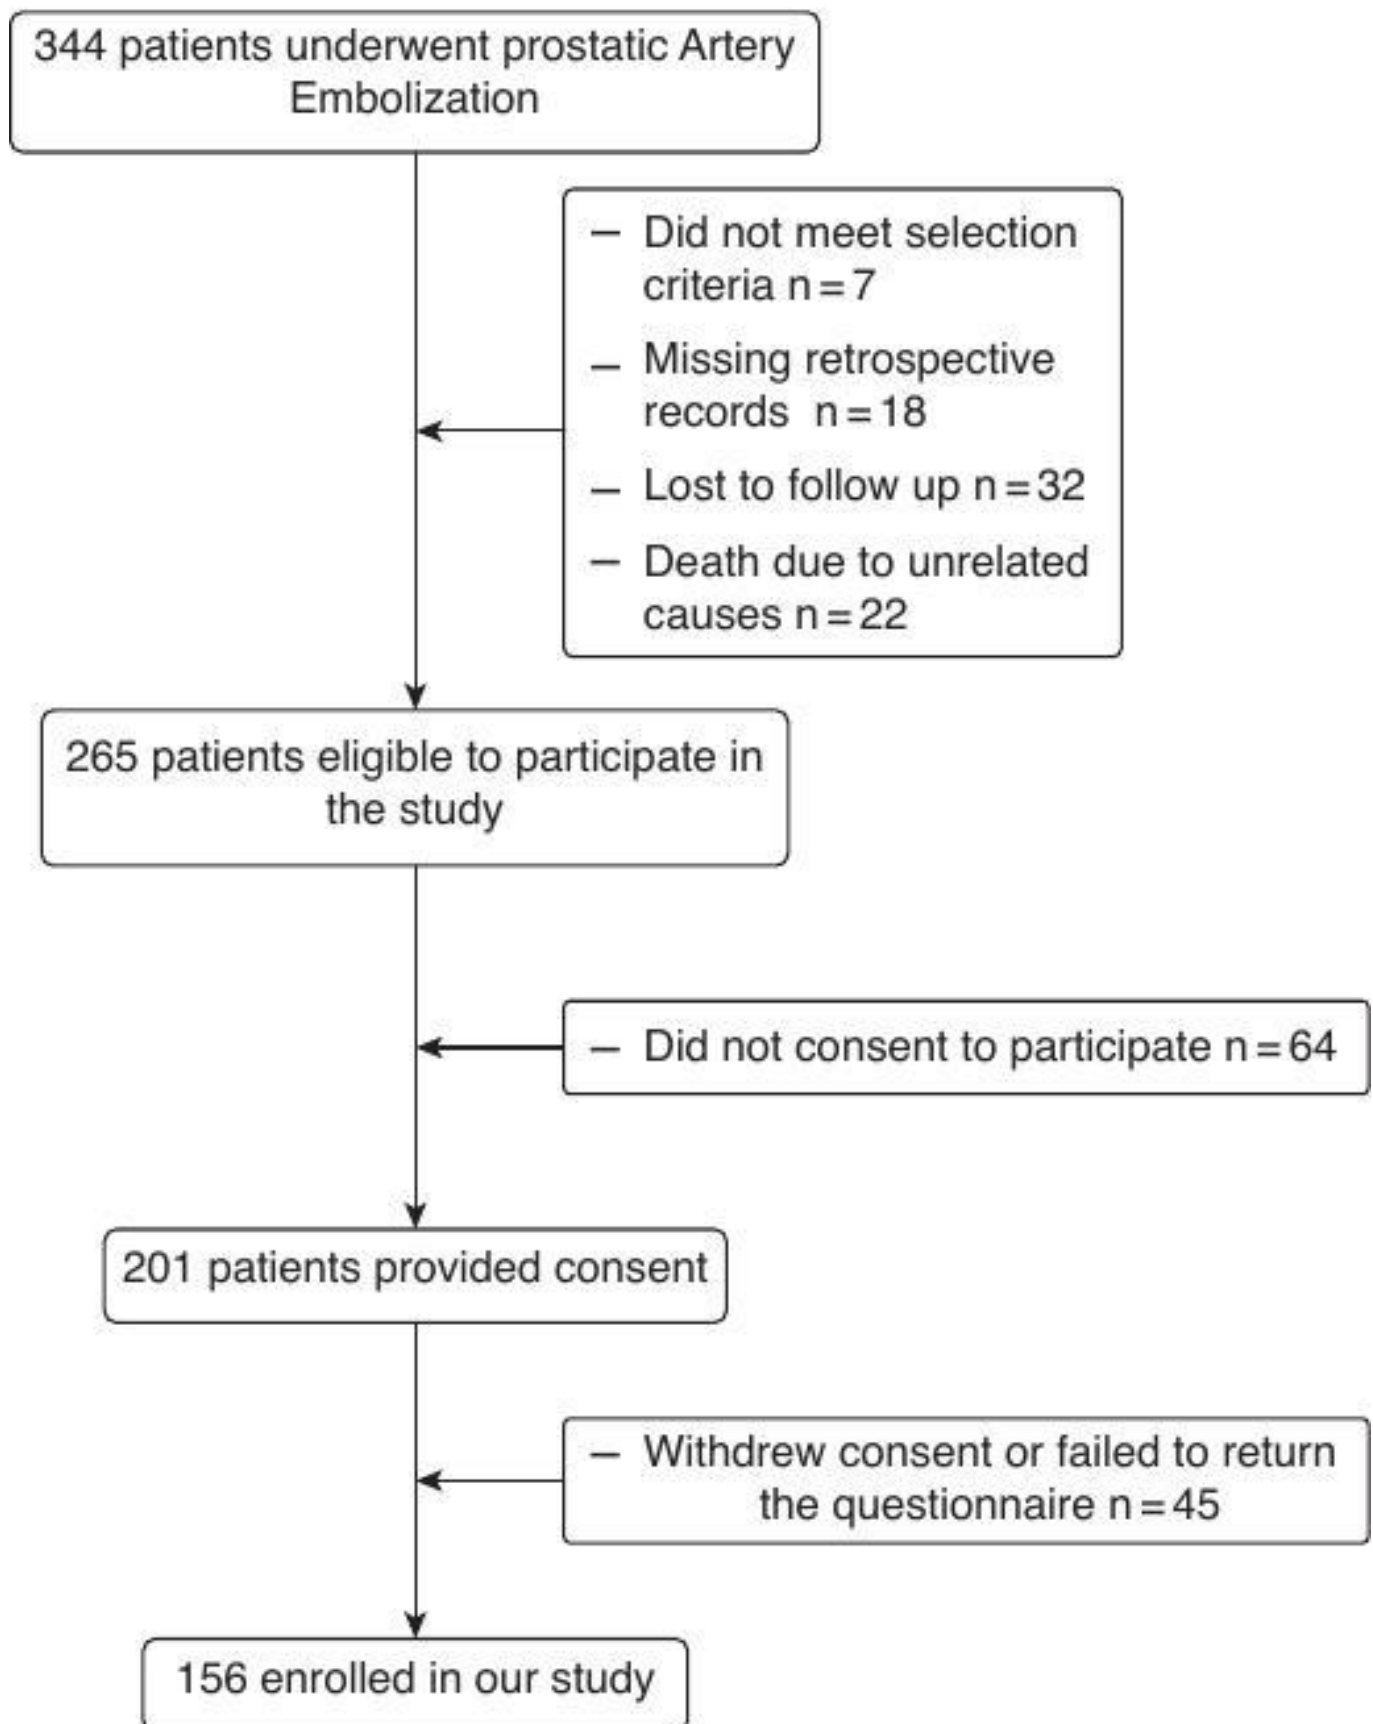 344 patients underwent prostatic Artery
Embolization
– Did not meet selection
criteria n = 7
– Missing retrospective
records n = 18
– Lost to follow up n = 32
– Death due to unrelated
causes n = 22
265 patients eligible to participate in
the study
– Did not consent to participate n = 64
201 patients provided consent
– Withdrew consent or failed to return
the questionnaire n = 45
156 enrolled in our study